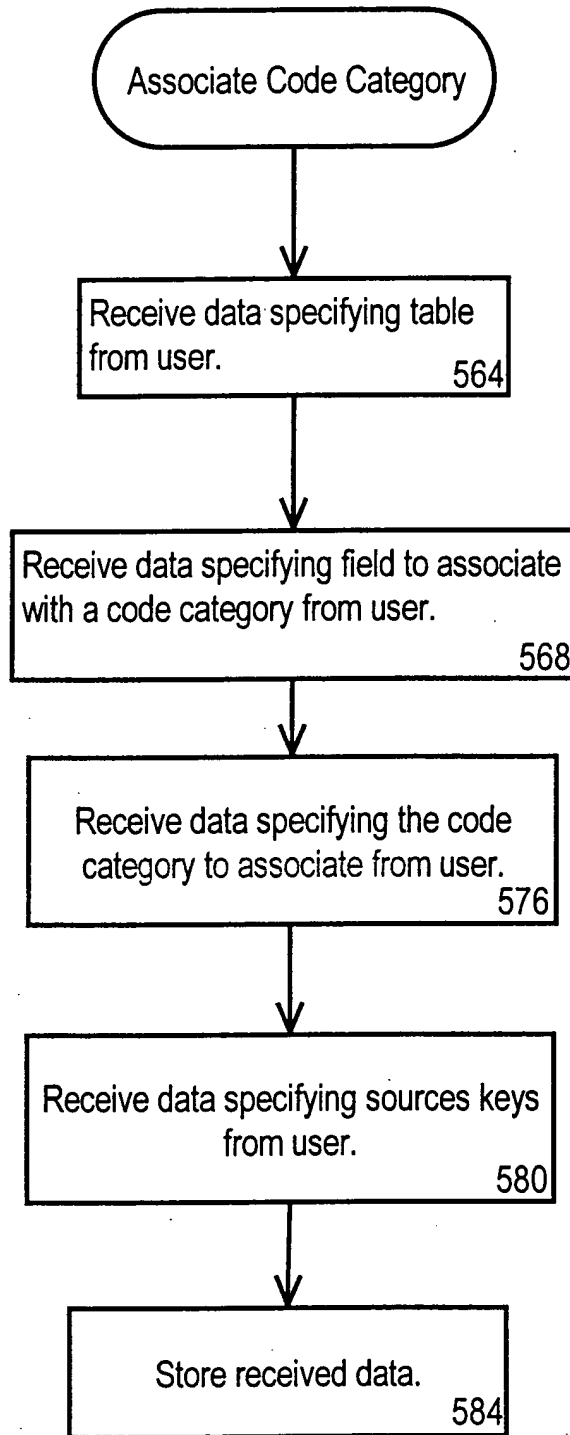 Associate Code Category
Receive data specifying table
from user.
564
Receive data specifying field to associate
with a code category from user.
568
Receive data specifying the code
category to associate from user.
576
Receive data specifying sources keys
from user.
580
Store received data.
584